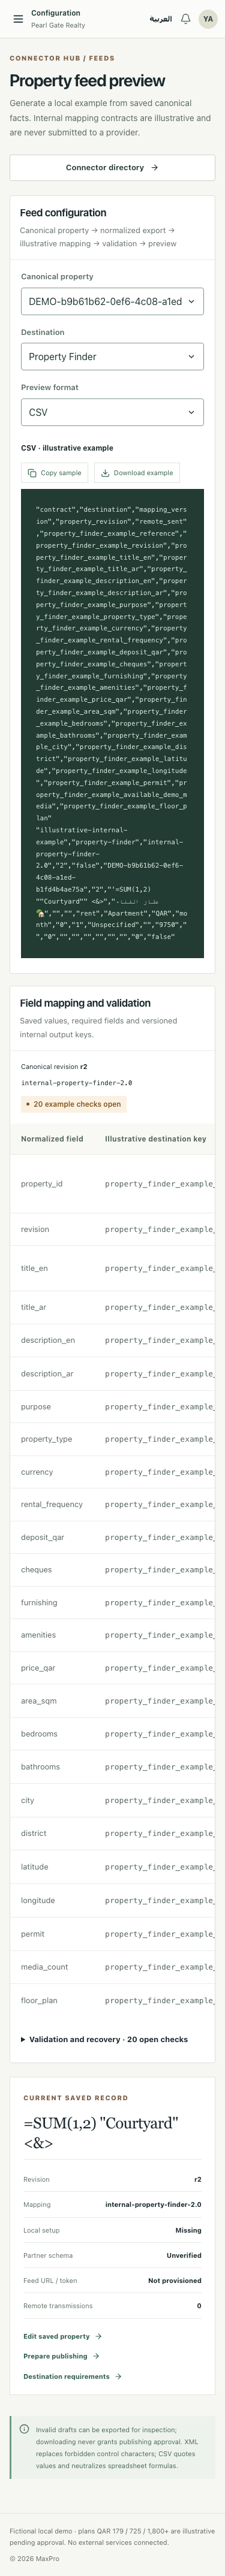 Configuration
Pearl Gate Realty
العربية
YA
CONNECTOR HUB / FEEDS
Property feed preview
Generate a local example from saved canonical
facts. Internal mapping contracts are illustrative and
are never submitted to a provider.
Connector directory
Feed configuration
Canonical property → normalized export →
illustrative mapping → validation → preview
Canonical property
DEMO-b9b61b62-0ef6-4c08-a1ed
Destination
Property Finder
Preview format
CSV
CSV · illustrative example
Copy sample
Download example
"contract","destination","mapping_vers
ion","property_revision","remote_sent"
,"property_finder_example_reference","
property_finder_example_revision","pro
perty_finder_example_title_en","proper
ty_finder_example_title_ar","property_
finder_example_description_en","proper
ty_finder_example_description_ar","pro
perty_finder_example_purpose","propert
y_finder_example_property_type","prope
rty_finder_example_currency","property
_finder_example_rental_frequency","pro
perty_finder_example_deposit_qar","pro
perty_finder_example_cheques","propert
y_finder_example_furnishing","property
_finder_example_amenities","property_f
inder_example_price_qar","property_fin
der_example_area_sqm","property_finder
_example_bedrooms","property_finder_ex
ample_bathrooms","property_finder_exam
ple_city","property_finder_example_dis
trict","property_finder_example_latitu
de","property_finder_example_longitude
","property_finder_example_permit","pr
operty_finder_example_available_demo_m
edia","property_finder_example_floor_p
lan"
"illustrative-internal-
example","property-finder","internal-
property-finder-
2.0","2","false","DEMO-b9b61b62-0ef6-
4c08-a1ed-
b1fd4b4ae75a","2","'=SUM(1,2)
""Courtyard"" <&>","
🏡","","","rent","Apartment","QAR","mo
nth","0","1","Unspecified","","9750","
","0","","","","","","","0","false"
Field mapping and validation
Saved values, required fields and versioned
internal output keys.
Canonical revision r2
internal-property-finder-2.0
20 example checks open
Normalized field Illustrative destination key
property_id property_finder_example_
revision property_finder_example_
title_en property_finder_example_
title_ar property_finder_example_
description_en property_finder_example_
description_ar property_finder_example_
purpose property_finder_example_
property_type property_finder_example_
currency property_finder_example_
rental_frequency property_finder_example_
deposit_qar property_finder_example_
cheques property_finder_example_
furnishing property_finder_example_
amenities property_finder_example_
price_qar property_finder_example_
area_sqm property_finder_example_
bedrooms property_finder_example_
bathrooms property_finder_example_
city property_finder_example_
district property_finder_example_
latitude property_finder_example_
longitude property_finder_example_
permit property_finder_example_
media_count property_finder_example_
floor_plan property_finder_example_
Validation and recovery · 20 open checks
CURRENT SAVED RECORD
=SUM(1,2) "Courtyard"
<&>
Revision r2
Mapping internal-property-finder-2.0
Local setup Missing
Partner schema Unverified
Feed URL / token Not provisioned
Remote transmissions 0
Edit saved property →
Prepare publishing →
Destination requirements →
Invalid drafts can be exported for inspection;
downloading never grants publishing approval. XML
replaces forbidden control characters; CSV quotes
values and neutralizes spreadsheet formulas.
Fictional local demo · plans QAR 179 / 725 / 1,800+ are illustrative
pending approval. No external services connected.
© 2026 MaxPro